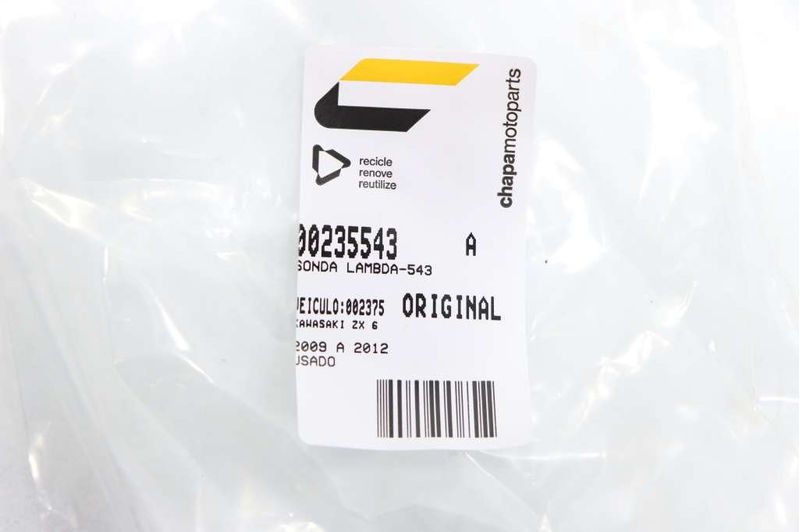 chapamotoparts
recicle
renove
reutilize
00235543 A
SONDA LAMBDA-543
VEICULO:002375 ORIGINAL
KAWASAKI ZX 6
2009 A 2012
USADO